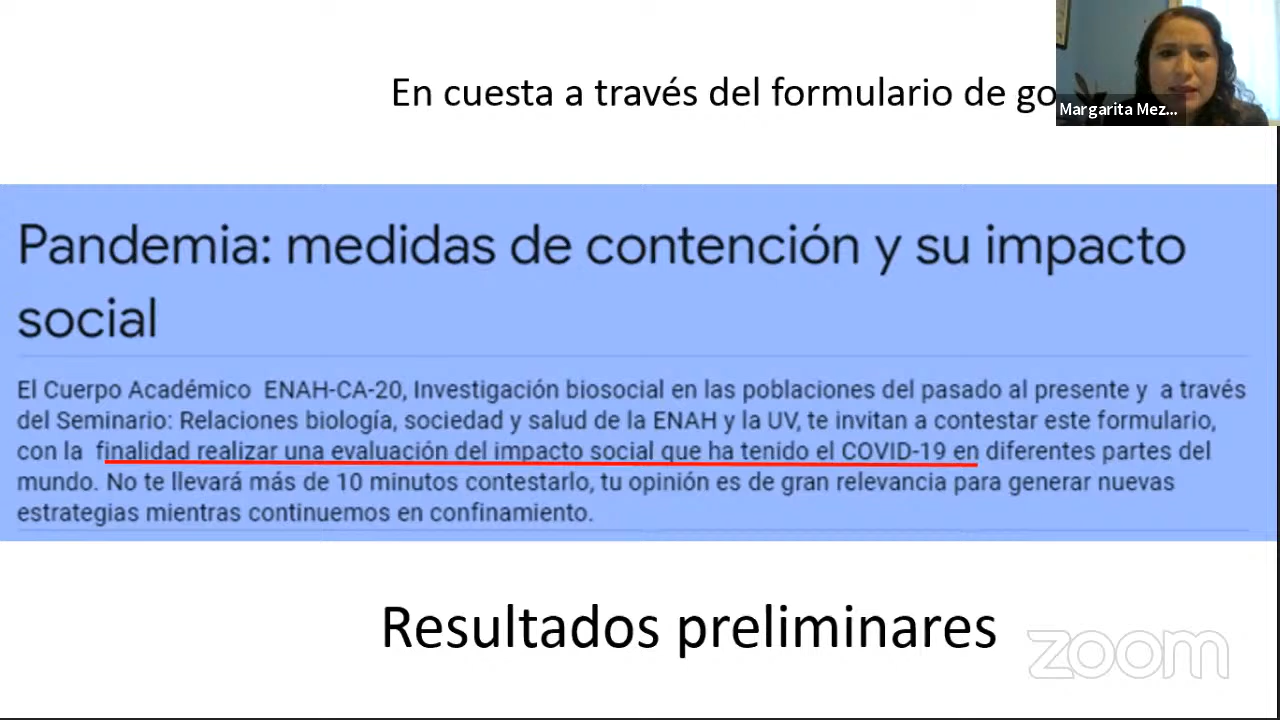 En cuesta a través del formulario de go
Margarita Mez...
Pandemia: medidas de contención y su impacto
social
El Cuerpo Académico ENAH-CA-20, Investigación biosocial en las poblaciones del pasado al presente y a través
del Seminario: Relaciones biología, sociedad y salud de la ENAH y la UV, te invitan a contestar este formulario,
con la finalidad realizar una evaluación del impacto social que ha tenido el COVID-19 en diferentes partes del
mundo. No te llevará más de 10 minutos contestarlo, tu opinión es de gran relevancia para generar nuevas
estrategias mientras continuemos en confinamiento.
Resultados preliminares
zoom